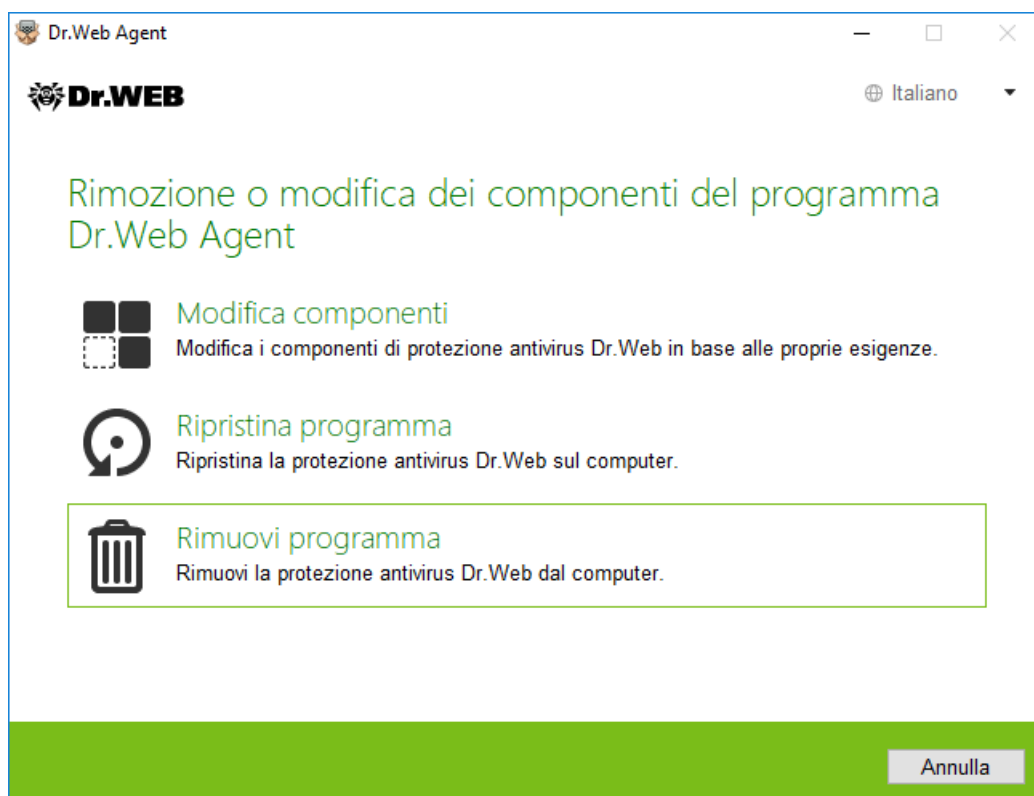 Dr.Web Agent
Dr.WEB
Italiano
Rimozione o modifica dei componenti del programma
Dr.Web Agent
Modifica componenti
Modifica i componenti di protezione antivirus Dr.Web in base alle proprie esigenze.
Ripristina programma
Ripristina la protezione antivirus Dr.Web sul computer.
Rimuovi programma
Rimuovi la protezione antivirus Dr.Web dal computer.
Annulla